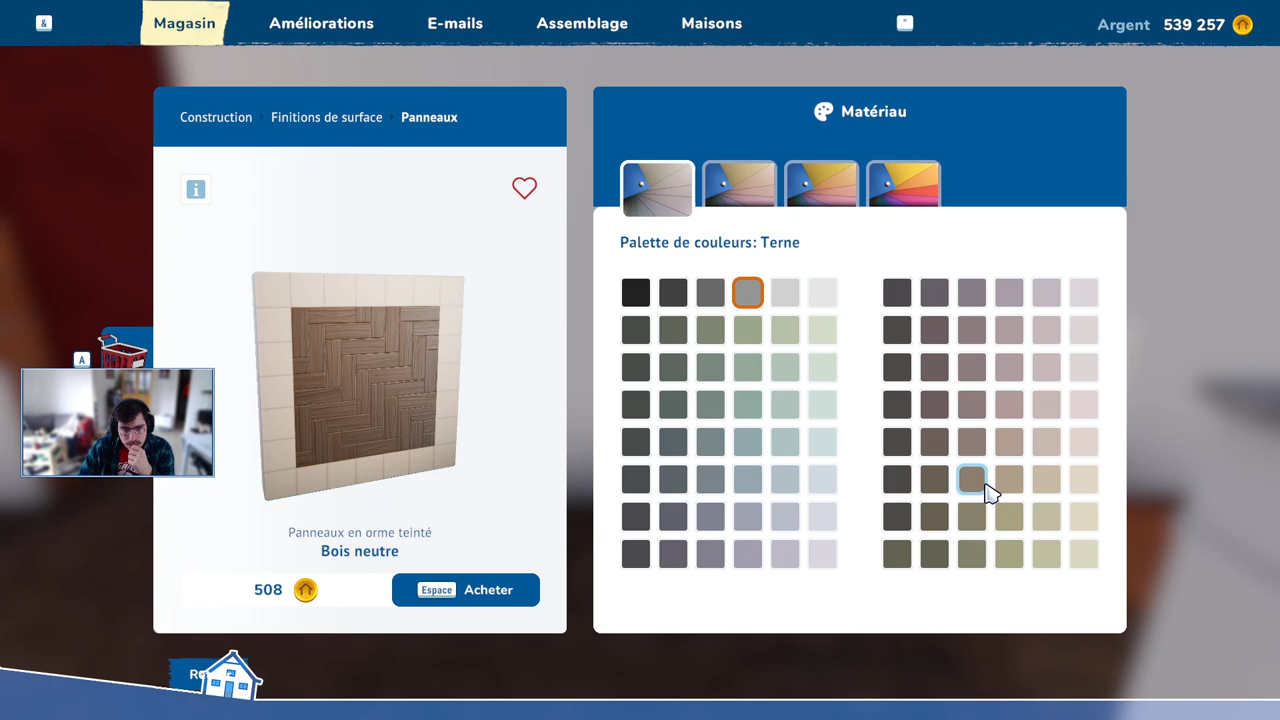 &
Magasin
Améliorations
E-mails
Assemblage
Maisons
"
Argent 539 257
Construction
Finitions de surface
Panneaux
Matériau
i
Palette de couleurs: Terne
A
Panneaux en orme teinté
Bois neutre
508
Espace Acheter